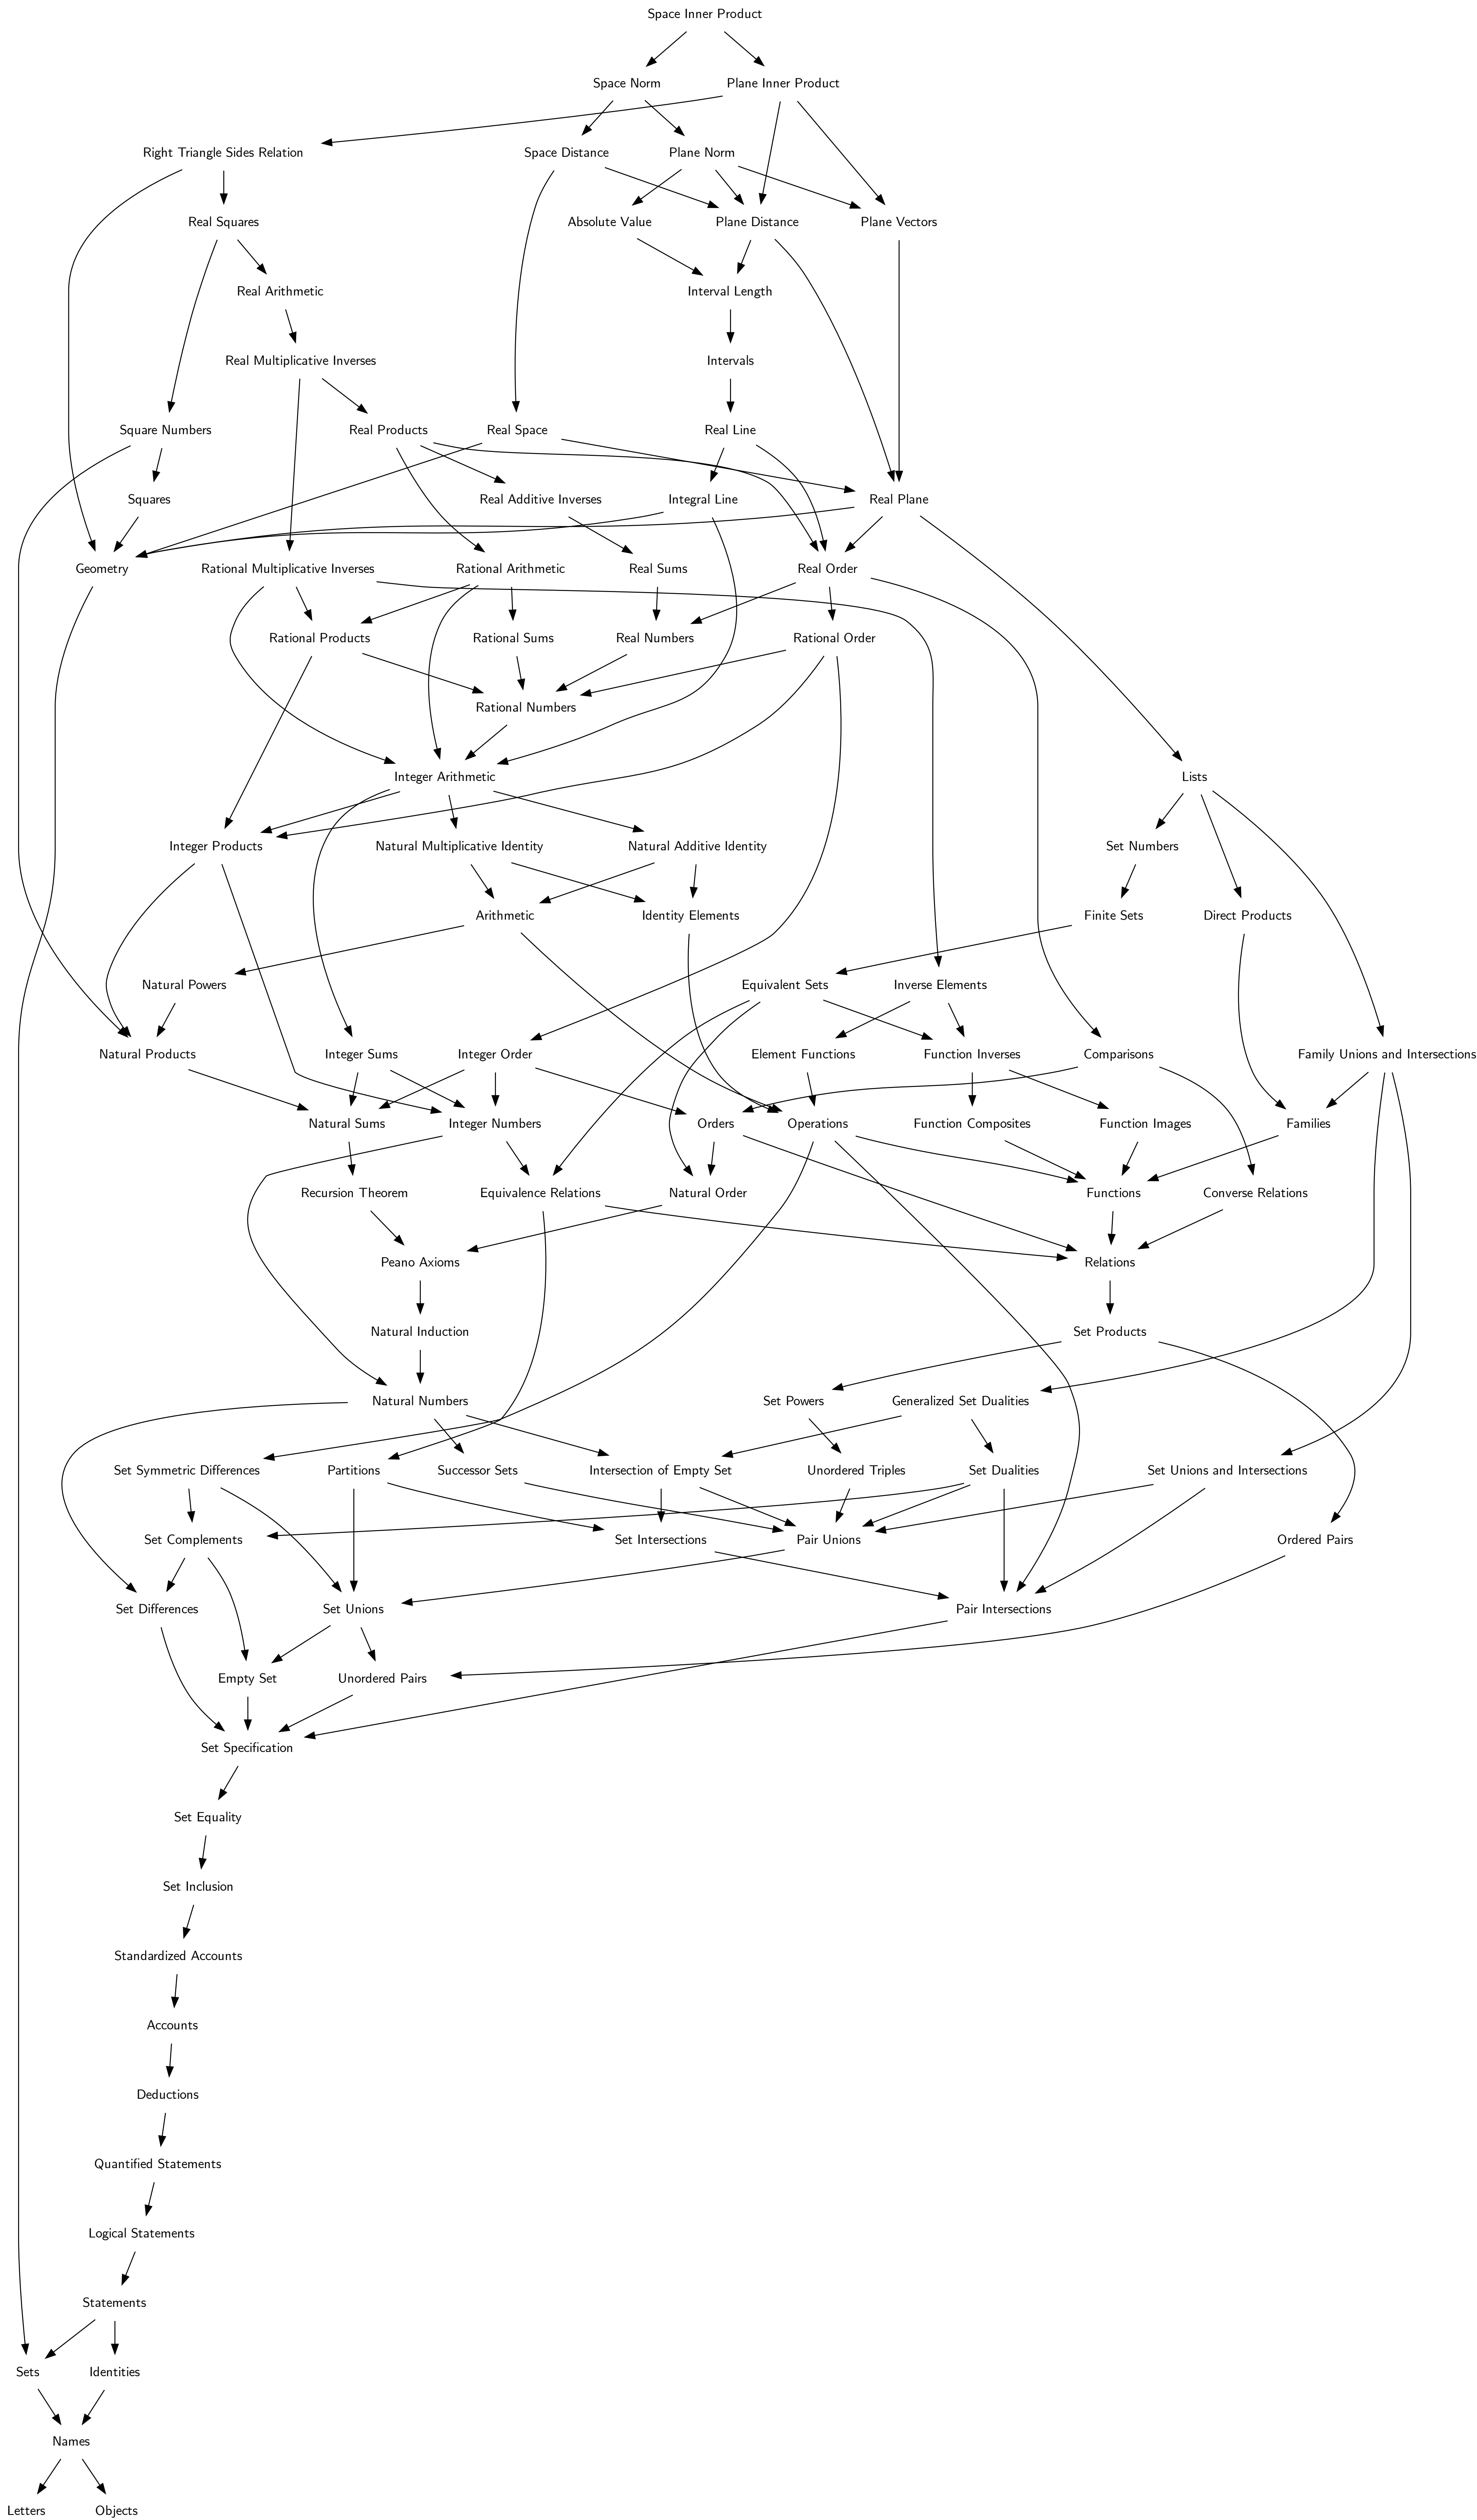 Space Inner Product
Space Norm
Plane Inner Product
Right Triangle Sides Relation
Space Distance
Plane Norm
Real Squares
Absolute Value
Plane Distance
Plane Vectors
Real Arithmetic
Interval Length
Real Multiplicative Inverses
Intervals
Square Numbers
Real Products
Real Space
Real Line
Squares
Real Additive Inverses
Integral Line
Real Plane
Geometry
Rational Multiplicative Inverses
Rational Arithmetic
Real Sums
Real Order
Rational Products
Rational Sums
Real Numbers
Rational Order
Rational Numbers
Integer Arithmetic
Lists
Integer Products
Natural Multiplicative Identity
Natural Additive Identity
Set Numbers
Arithmetic
Identity Elements
Finite Sets
Direct Products
Natural Powers
Equivalent Sets
Inverse Elements
Natural Products
Integer Sums
Integer Order
Element Functions
Function Inverses
Comparisons
Family Unions and Intersections
Natural Sums
Integer Numbers
Orders
Operations
Function Composites
Function Images
Families
Recursion Theorem
Equivalence Relations
Natural Order
Functions
Converse Relations
Peano Axioms
Relations
Natural Induction
Set Products
Natural Numbers
Set Powers
Generalized Set Dualities
Set Symmetric Differences
Partitions
Successor Sets
Intersection of Empty Set
Unordered Triples
Set Dualities
Set Unions and Intersections
Set Complements
Set Intersections
Pair Unions
Ordered Pairs
Set Differences
Set Unions
Pair Intersections
Empty Set
Unordered Pairs
Set Specification
Set Equality
Set Inclusion
Standardized Accounts
Accounts
Deductions
Quantified Statements
Logical Statements
Statements
Sets
Identities
Names
Letters
Objects